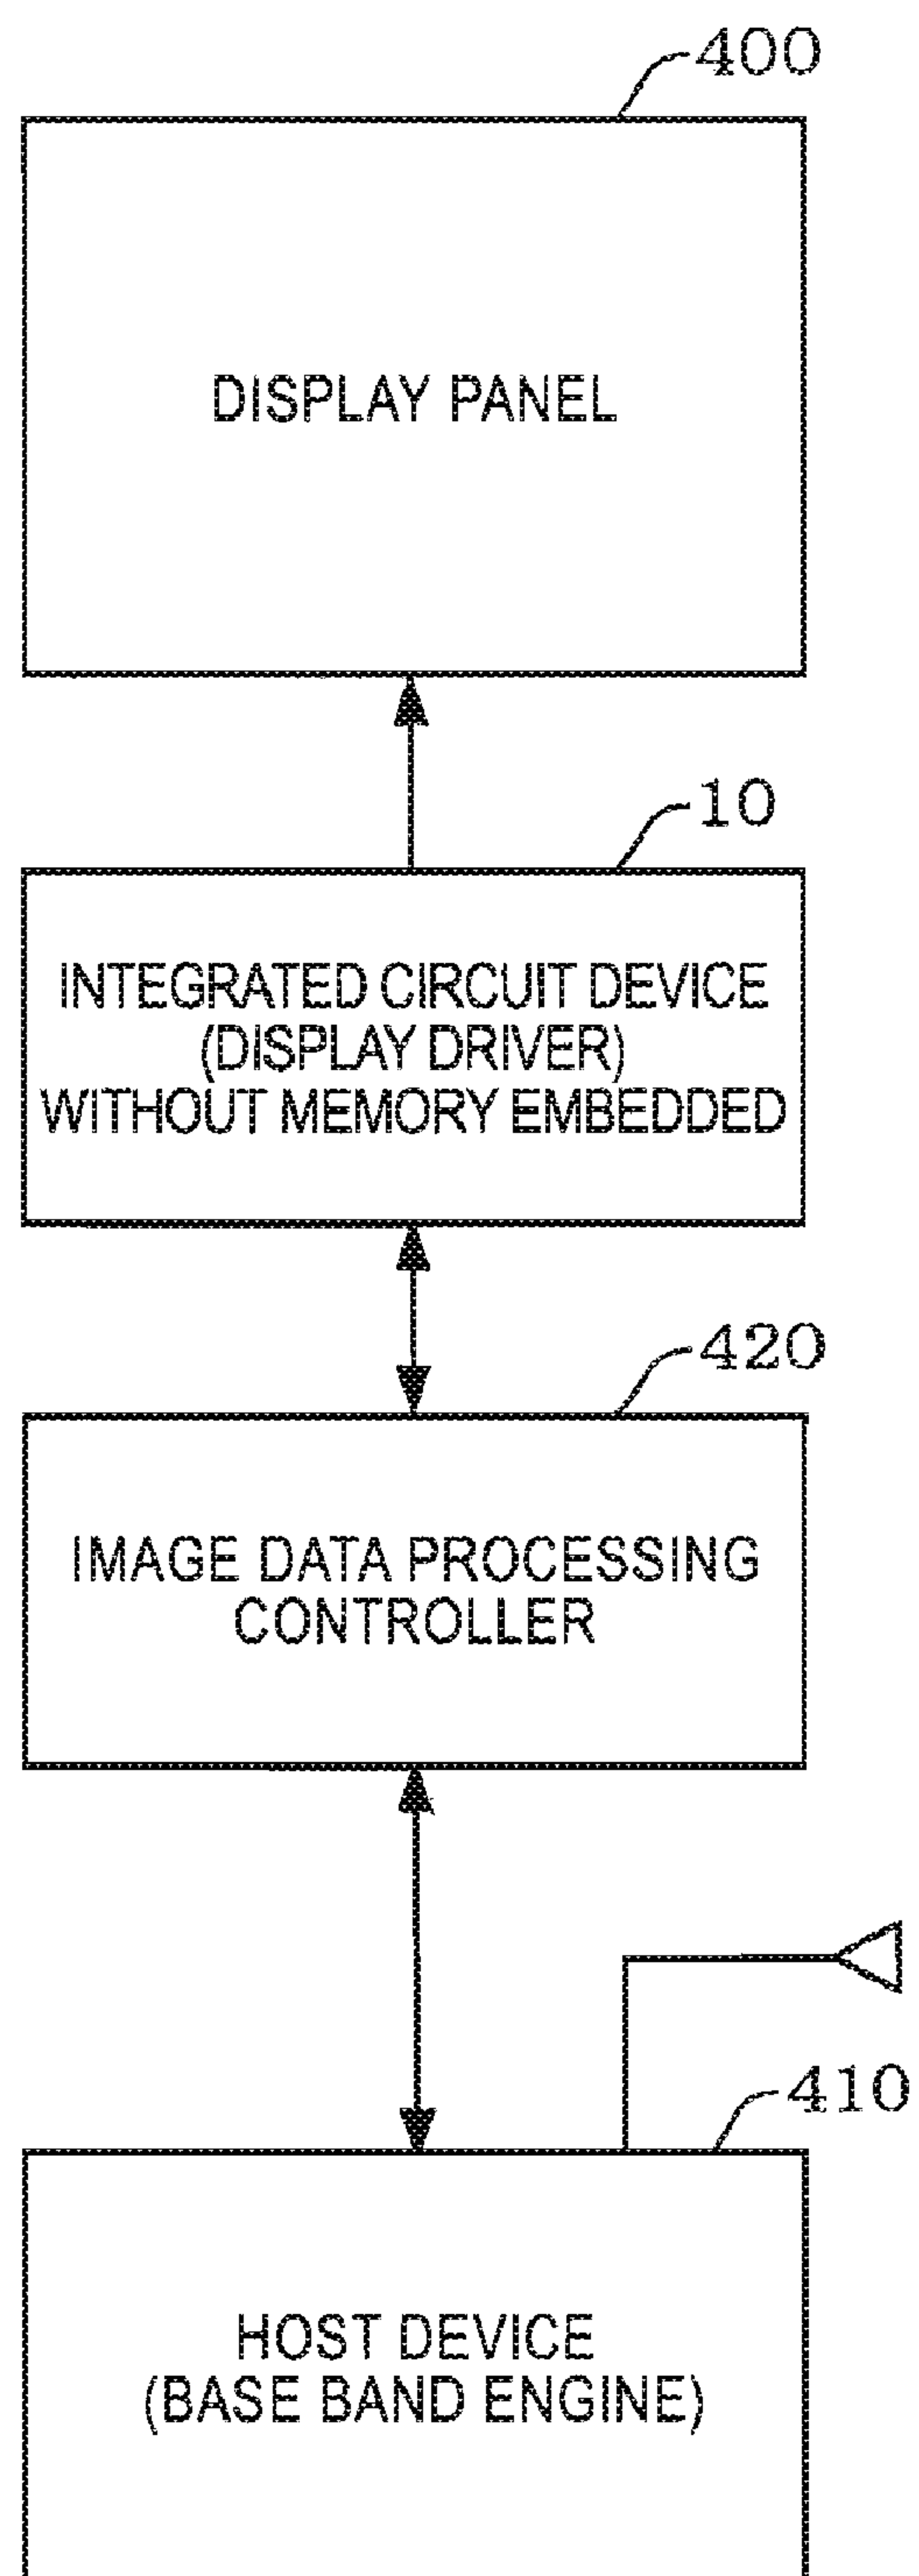 400
DISPLAY PANEL
10
INTEGRATED CIRCUIT DEVICE
(DISPLAY DRIVER)
WITHOUT MEMORY EMBEDDED
420
IMAGE DATA PROCESSING
CONTROLLER
410
HOST DEVICE
(BASE BAND ENGINE)